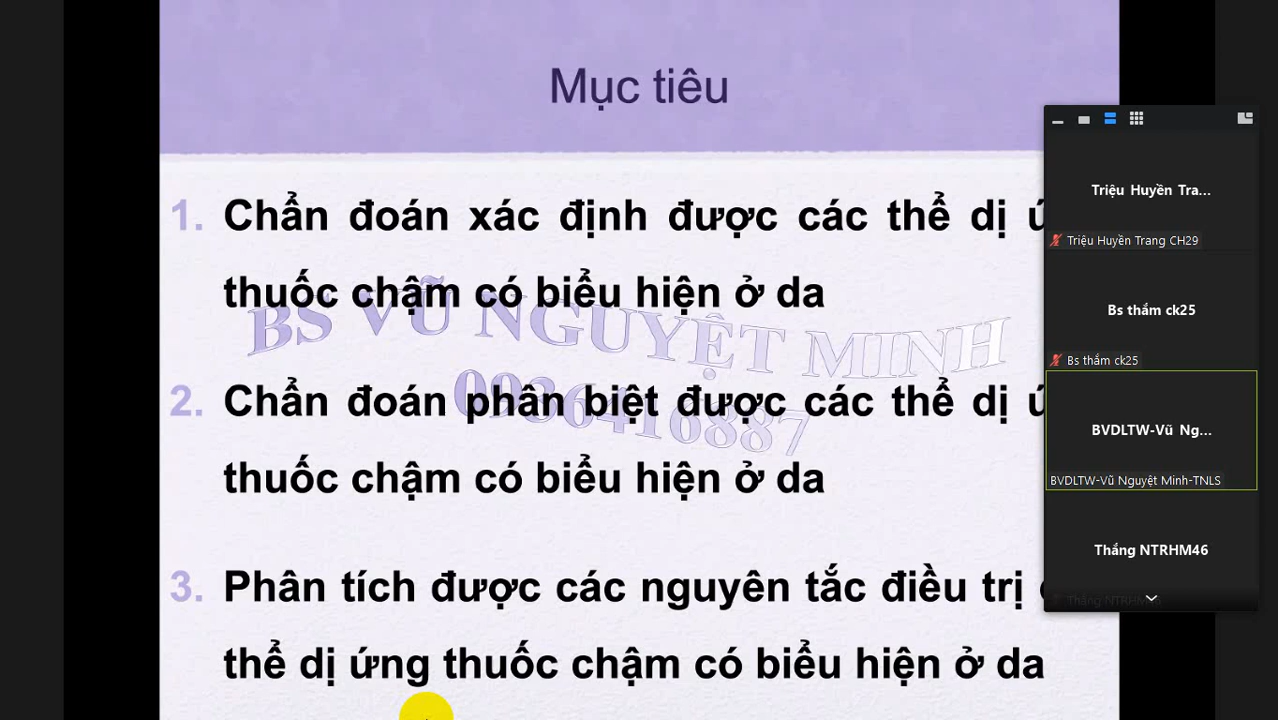 Mục tiêu
1. Chẩn đoán xác định được các thể dị
thuốc chậm có biểu hiện ở da
BS VŨ NGUYỆT MINH
0936416887
2. Chẩn đoán phân biệt được các thể dị
thuốc chậm có biểu hiện ở da
3. Phân tích được các nguyên tắc điều trị
thể dị ứng thuốc chậm có biểu hiện ở da
Triệu Huyền Tra...
Triệu Huyền Trang CH29
Bs thắm ck25
Bs thắm ck25
BVDLTW-Vũ Ng...
BVDLTW-Vũ Nguyệt Minh-TNLS
Thắng NTRHM46